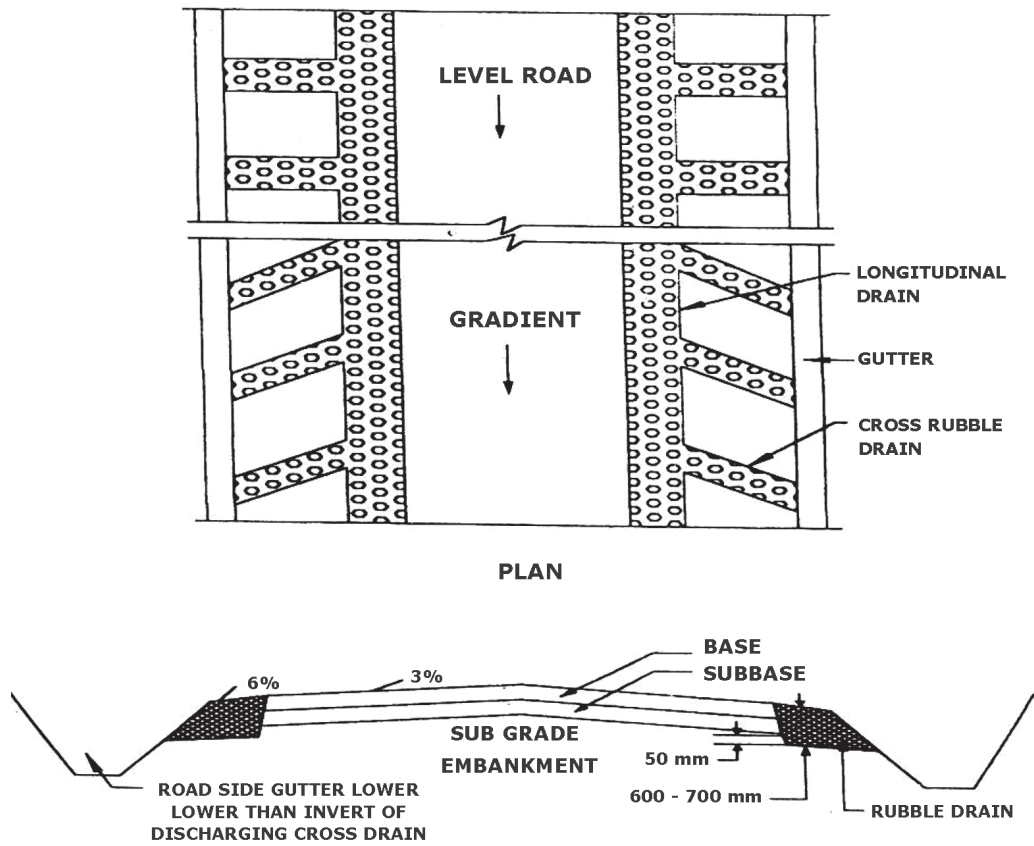 LEVEL ROAD
LONGITUDINAL
DRAIN
GRADIENT
GUTTER
CROSS RUBBLE
DRAIN
PLAN
BASE
6%
3%
SUBBASE
SUB GRADE
EMBANKMENT
50 mm
600 - 700 mm
ROAD SIDE GUTTER LOWER
LOWER THAN INVERT OF
DISCHARGING CROSS DRAIN
RUBBLE DRAIN